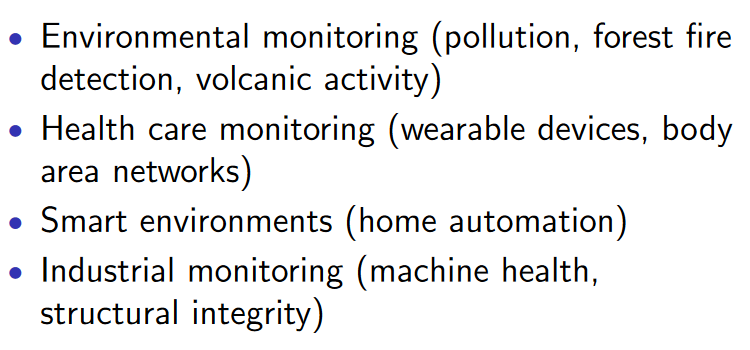 • Environmental monitoring (pollution, forest fire
detection, volcanic activity)
• Health care monitoring (wearable devices, body
area networks)
• Smart environments (home automation)
• Industrial monitoring (machine health,
structural integrity)